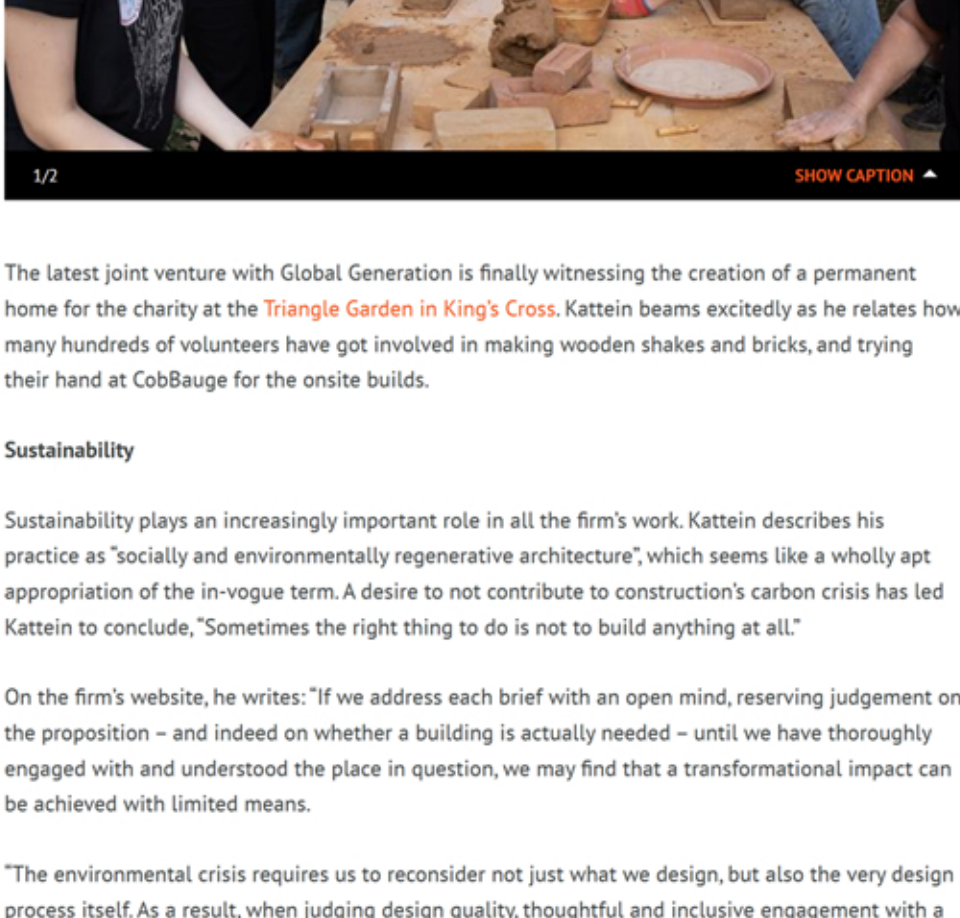 1/2
SHOW CAPTION
The latest joint venture with Global Generation is finally witnessing the creation of a permanent
home for the charity at the Triangle Garden in King's Cross. Kattein beams excitedly as he relates how
many hundreds of volunteers have got involved in making wooden shakes and bricks, and trying
their hand at CobBauge for the onsite builds.
Sustainability
Sustainability plays an increasingly important role in all the firm's work. Kattein describes his
practice as “socially and environmentally regenerative architecture”, which seems like a wholly apt
appropriation of the in-vogue term. A desire to not contribute to construction's carbon crisis has led
Kattein to conclude, “Sometimes the right thing to do is not to build anything at all.”
On the firm's website, he writes: “If we address each brief with an open mind, reserving judgement on
the proposition – and indeed on whether a building is actually needed – until we have thoroughly
engaged with and understood the place in question, we may find that a transformational impact can
be achieved with limited means.
“The environmental crisis requires us to reconsider not just what we design, but also the very design
process itself. As a result, when judging design quality, thoughtful and inclusive engagement with a